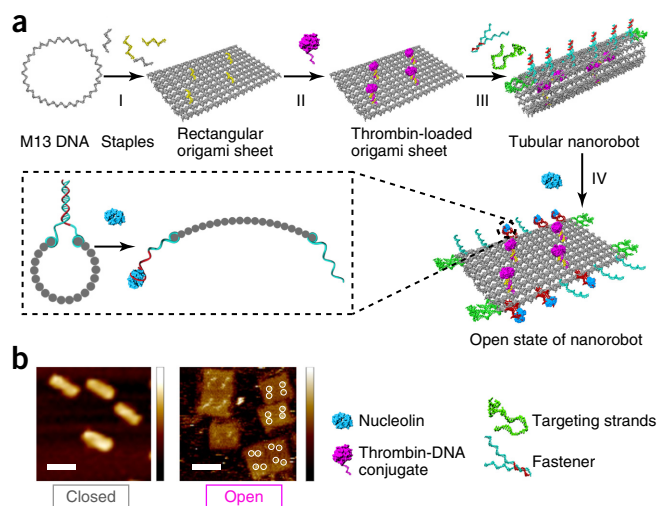 a
I
II
III
M13 DNA Staples
Rectangular
origami sheet
Thrombin-loaded
origami sheet
Tubular nanorobot
IV
Open state of nanorobot
b
Closed
Open
Nucleolin
Thrombin-DNA
conjugate
Targeting strands
Fastener